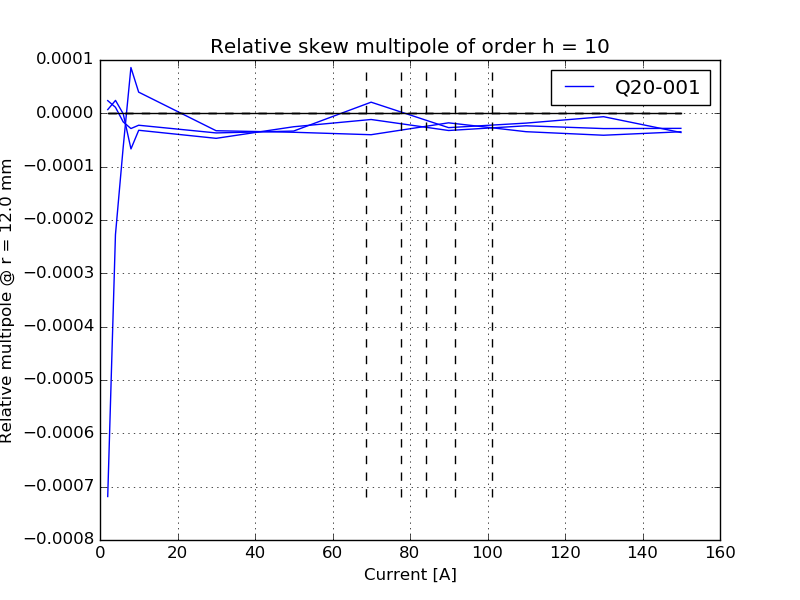 Relative skew multipole of order h = 10
Q20-001
0.0001
0.0000
−0.0001
−0.0002
−0.0003
−0.0004
−0.0005
−0.0006
−0.0007
−0.0008
Relative multipole @ r = 12.0 mm
0 20 40 60 80 100 120 140 160
Current [A]